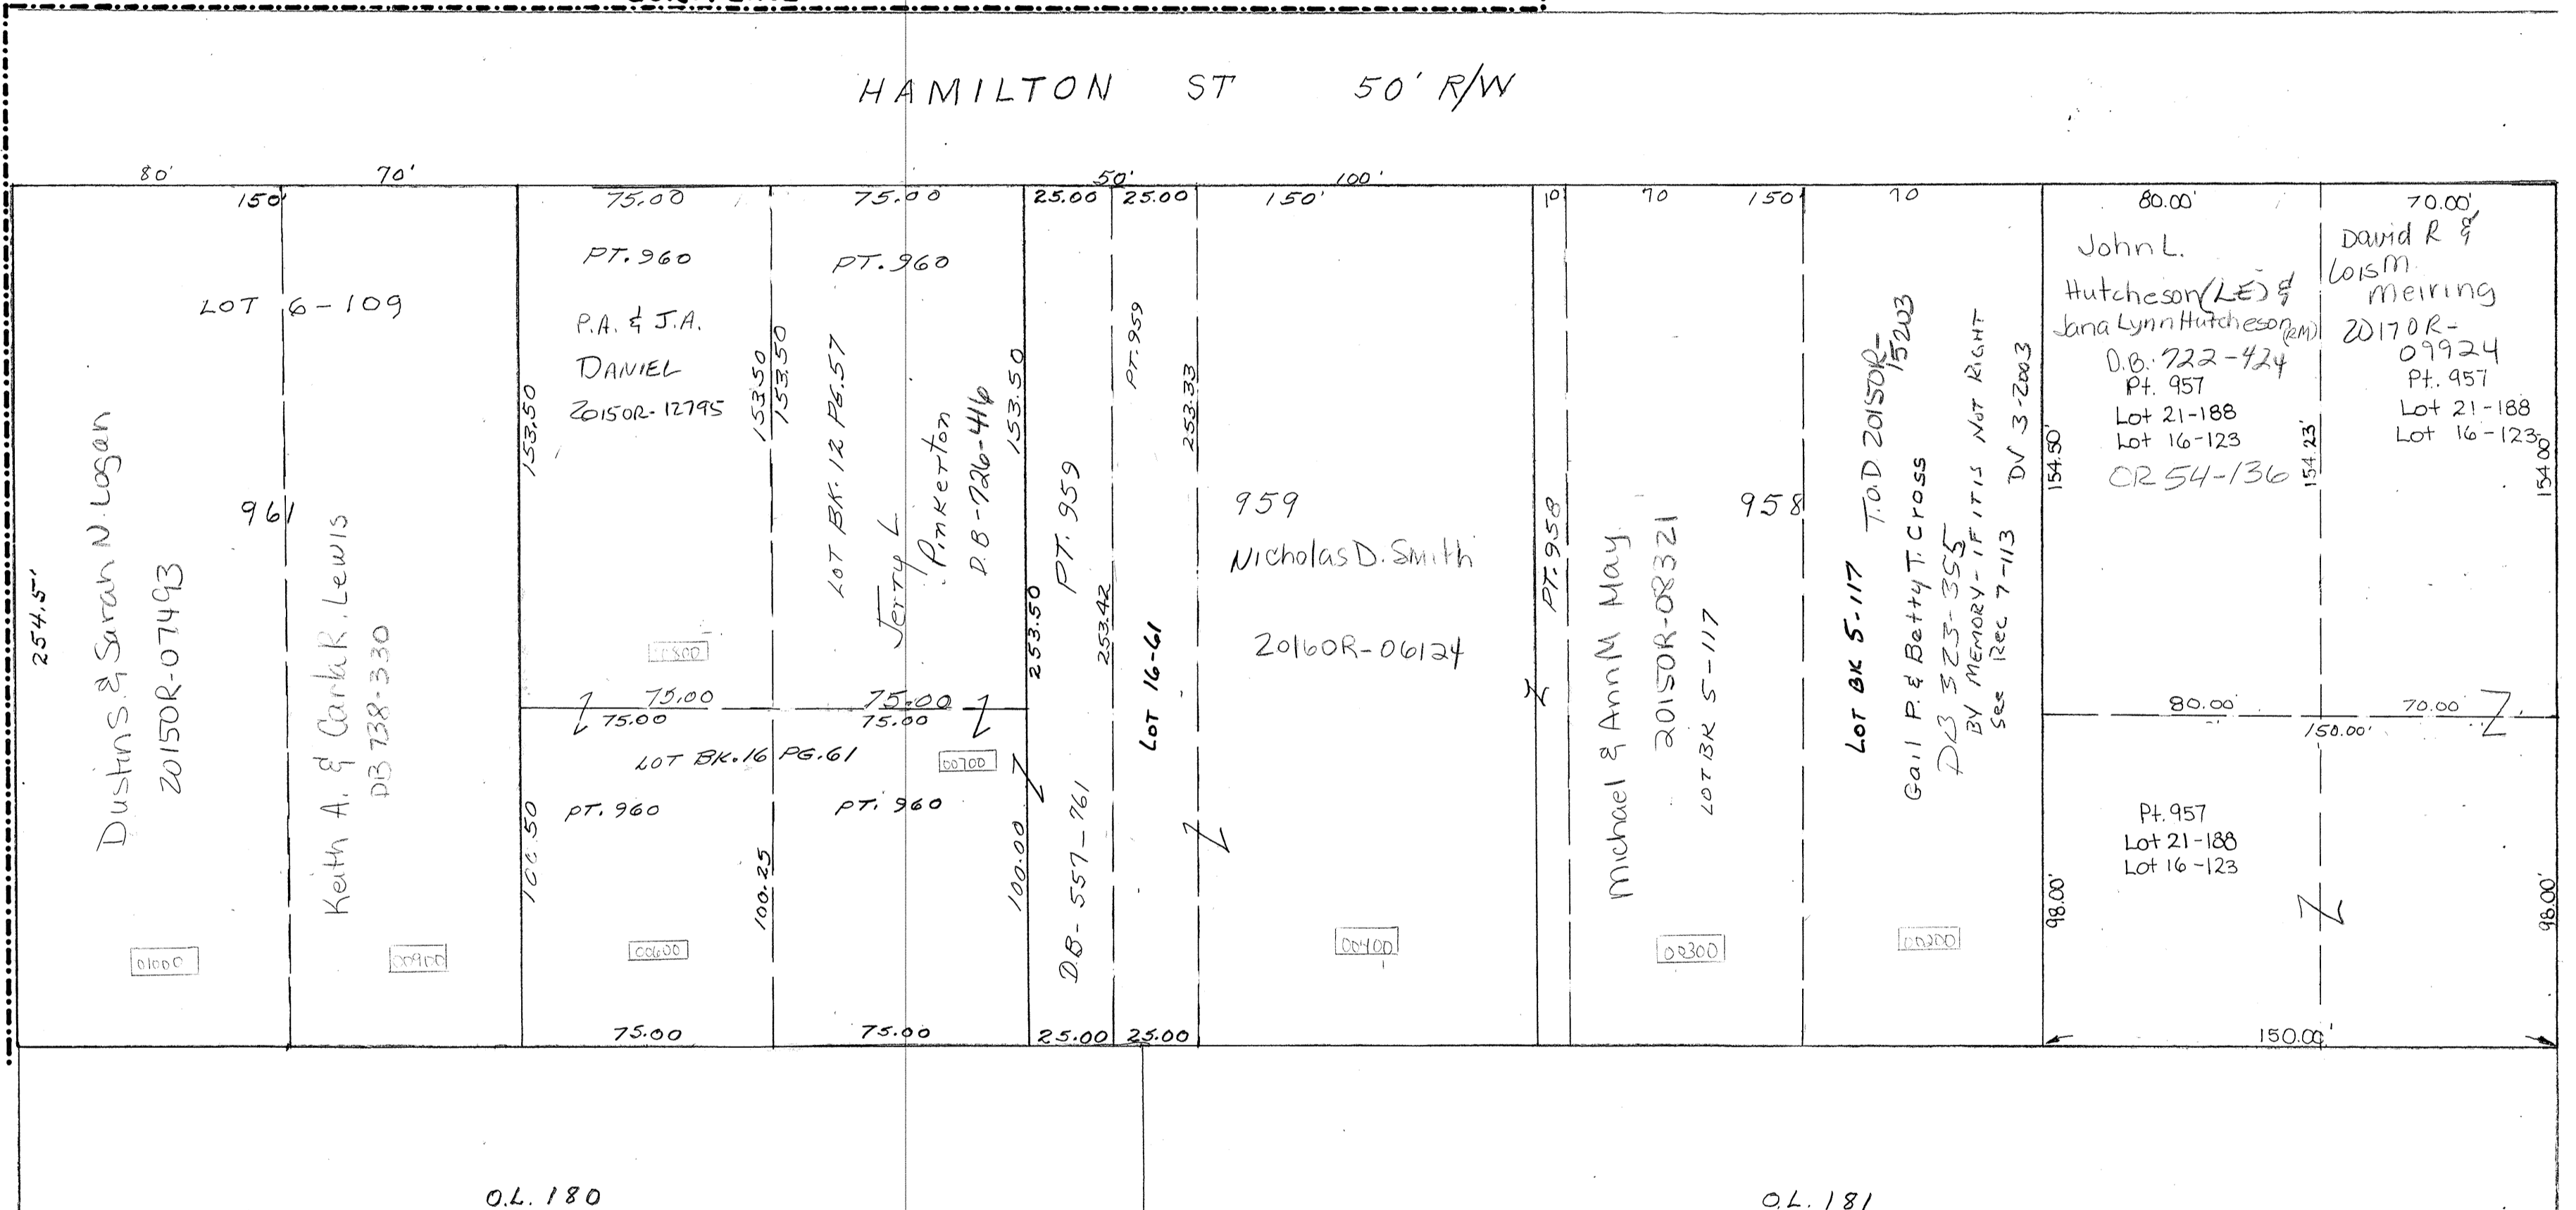 HAMILTON ST 50' R/W
80'
70'
50'
100'
150'
75.00
75.00
25.00
25.00
150'
10'
70
150'
70
80.00'
70.00'
LOT 6-109
961
254.5'
Dustin S. & Sarah N. Logan
20150R-07493
01000
Keith A. & Carla R. Lewis
DB 738-330
00900
PT. 960
P.A. & J.A.
DANIEL
20150R-12795
153.50
153.50
153.50
00800
75.00
75.00
PT. 960
LOT BK. 12 PG. 57
Jerry L
Pinkerton
D.B-726-416
153.50
75.00
75.00
LOT BK. 16 PG. 61
00700
PT. 960
PT. 960
100.50
100.25
100.00
00600
75.00
75.00
253.50
PT. 959
D.B- 557-761
253.42
25.00
PT. 959
253.33
LOT 16-61
25.00
959
Nicholas D. Smith
20160R-06124
00400
PT. 958
Michael & Ann M May
20150R-08321
LOT BK 5-117
00300
958
LOT BK 5-117
T.O.D 20150R-
15203
Gail P. & Betty T. Cross
323-355
BY MEMORY- IF IT IS NOT RIGHT
See Rec 7-113
DV 3-2003
00200
John L.
Hutcheson(LE) &
Jana Lynn Hutcheson(RM)
D.B. 722-424
Pt. 957
Lot 21-188
Lot 16-123
OR 54-136
154.50'
154.23'
80.00'
David R &
Lois M.
Meiring
20170R-
09924
Pt. 957
Lot 21-188
Lot 16-123
154.00'
70.00'
150.00'
Pt. 957
Lot 21-188
Lot 16-123
98.00'
98.00'
150.00'
O.L. 180
O.L. 181